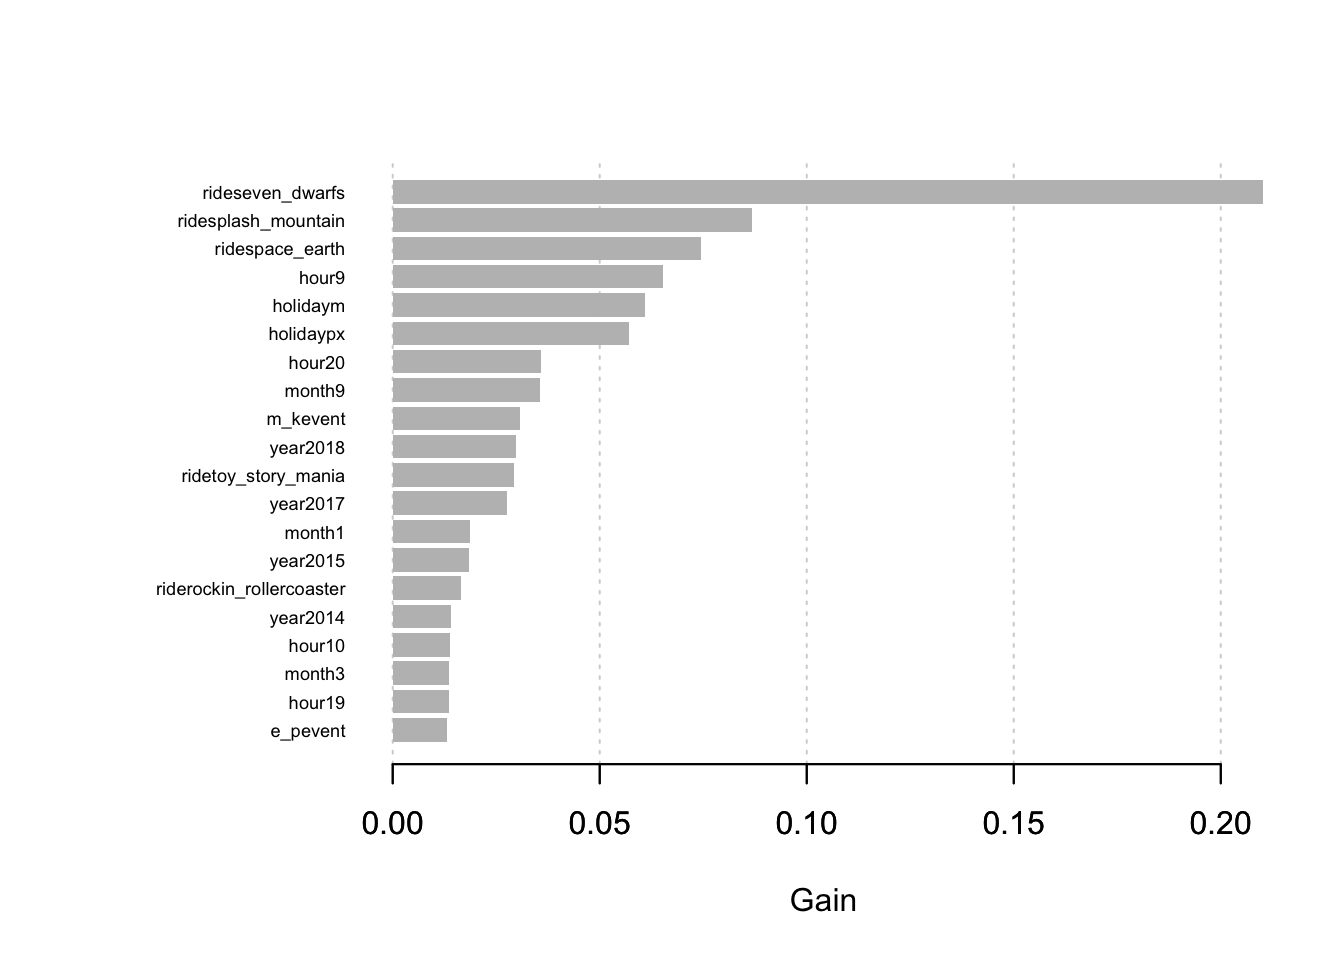 rideseven_dwarfs
ridesplash_mountain
ridespace_earth
hour9
holidaym
holidaypx
hour20
month9
m_kevent
year2018
ridetoy_story_mania
year2017
month1
year2015
riderockin_rollercoaster
year2014
hour10
month3
hour19
e_pevent
0.00 0.05 0.10 0.15 0.20
Gain